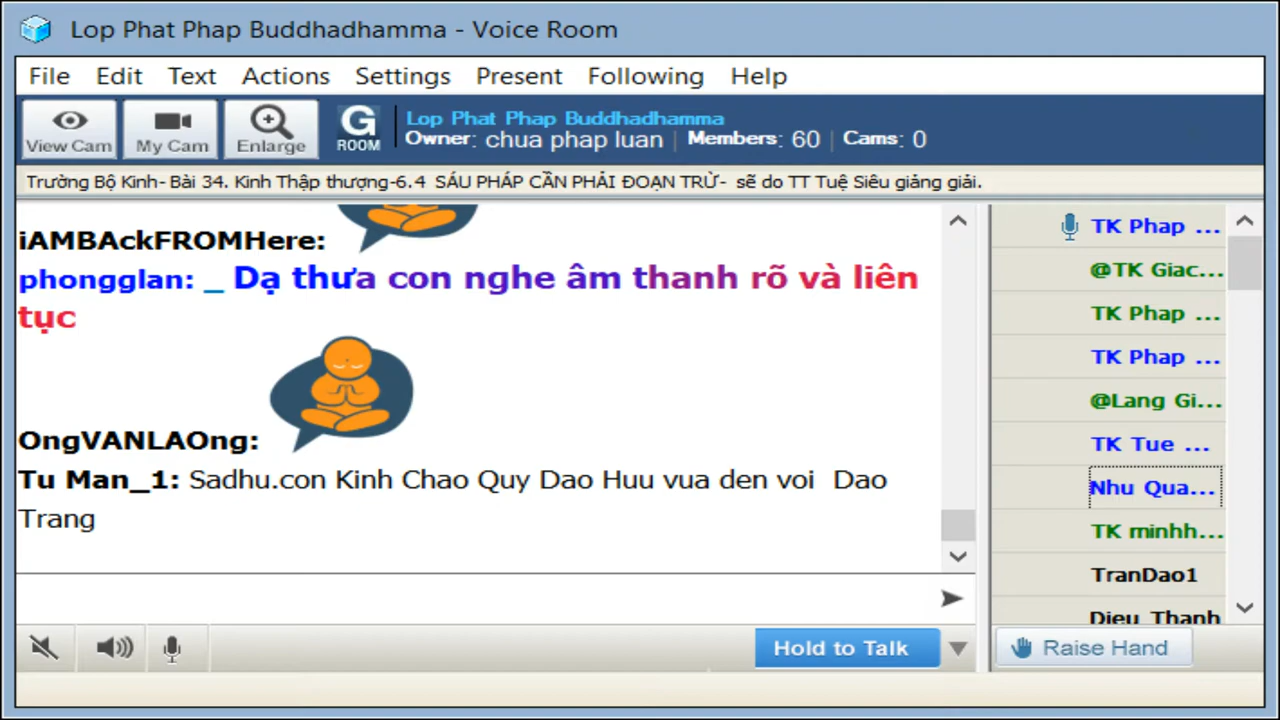 Lop Phat Phap Buddhadhamma - Voice Room
File Edit Text Actions Settings Present Following Help
View Cam My Cam Enlarge G ROOM
Lop Phat Phap Buddhadhamma
Owner: chua phap luan | Members: 60 | Cams: 0
Trường Bộ Kinh- Bài 34. Kinh Thập thượng-6.4 SÁU PHÁP CẦN PHẢI ĐOẠN TRỪ- sẽ do TT Tuệ Siêu giảng giải.
iAMBAckFROMHere:
phongglan: _ Dạ thưa con nghe âm thanh rõ và liên
tục
OngVANLAOng:
Tu Man_1: Sadhu.con Kinh Chao Quy Dao Huu vua den voi Dao
Trang
TK Phap ...
@TK Giac...
TK Phap ...
TK Phap ...
@Lang Gi...
TK Tue ...
Nhu Qua...
TK minhh...
TranDao1
Dieu Thanh
Hold to Talk
Raise Hand